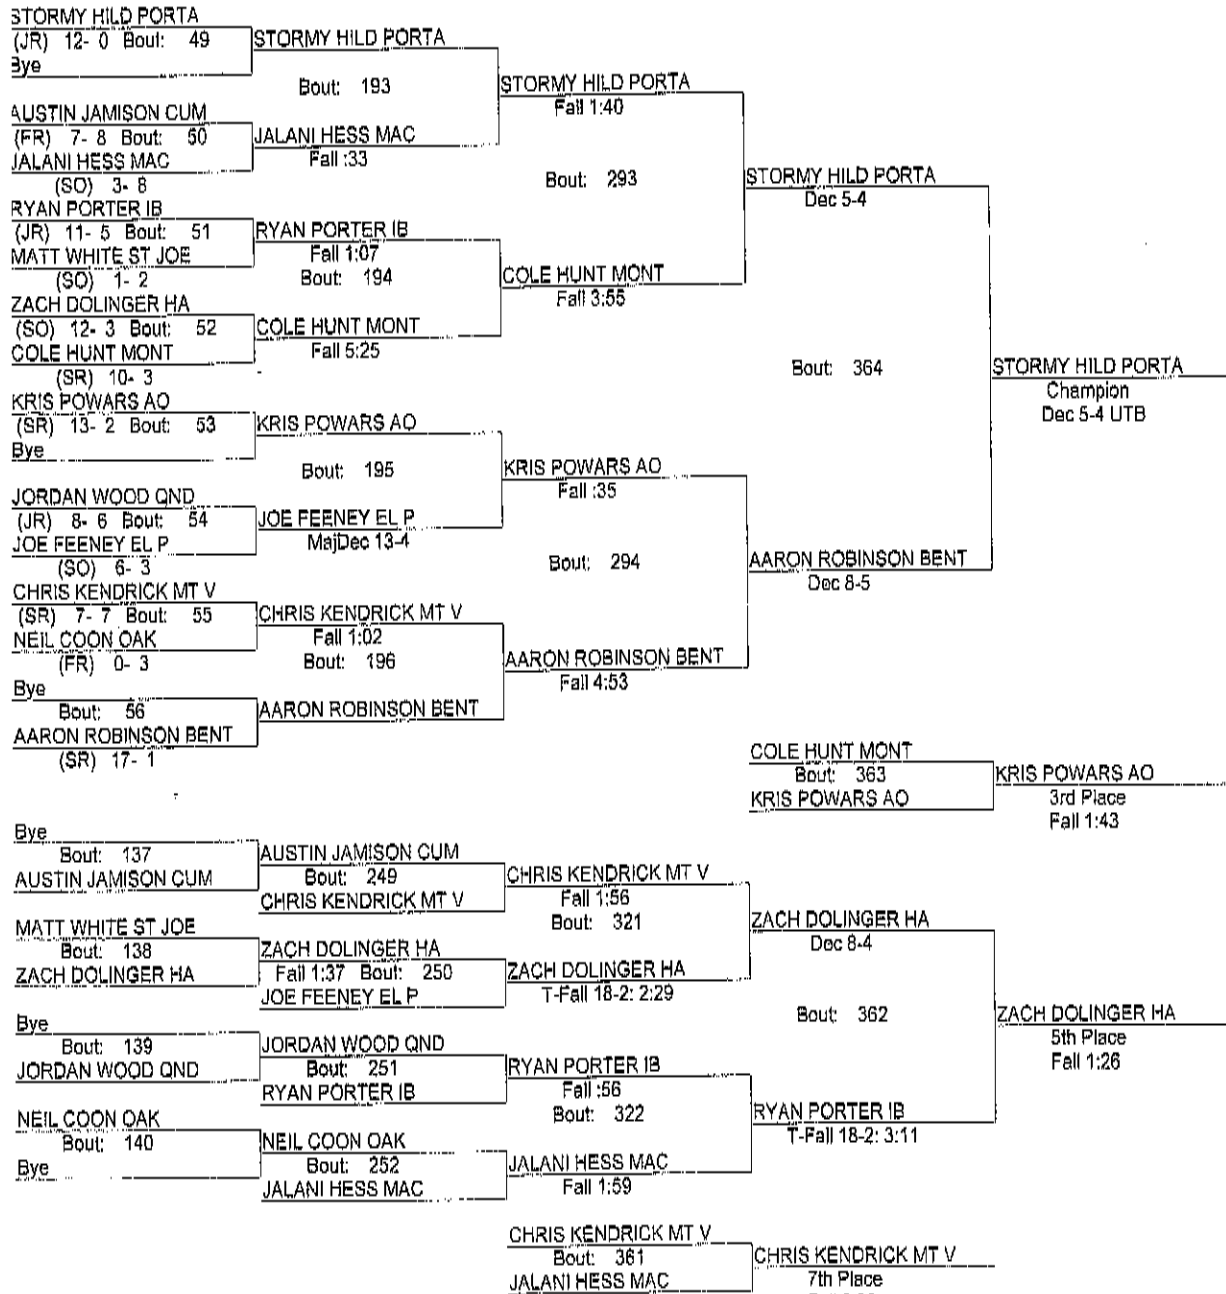 STORMY HILD PORTA
(JR) 12- 0 Bout: 49
Bye
STORMY HILD PORTA
Bout: 193
AUSTIN JAMISON CUM
(FR) 7- 8 Bout: 50
JALANI HESS MAC
(SO) 3- 8
JALANI HESS MAC
Fall :33
STORMY HILD PORTA
Fall 1:40
Bout: 293
RYAN PORTER IB
(JR) 11- 5 Bout: 51
MATT WHITE ST JOE
(SO) 1- 2
RYAN PORTER IB
Fall 1:07
Bout: 194
ZACH DOLINGER HA
(SO) 12- 3 Bout: 52
COLE HUNT MONT
(SR) 10- 3
COLE HUNT MONT
Fall 5:25
COLE HUNT MONT
Fall 3:55
STORMY HILD PORTA
Dec 5-4
Bout: 364
STORMY HILD PORTA
Champion
Dec 5-4 UTB
KRIS POWARS AO
(SR) 13- 2 Bout: 53
Bye
KRIS POWARS AO
Bout: 195
JORDAN WOOD QND
(JR) 8- 6 Bout: 54
JOE FEENEY EL P
(SO) 6- 3
JOE FEENEY EL P
MajDec 13-4
KRIS POWARS AO
Fall :35
Bout: 294
CHRIS KENDRICK MT V
(SR) 7- 7 Bout: 55
NEIL COON OAK
(FR) 0- 3
CHRIS KENDRICK MT V
Fall 1:02
Bout: 196
Bye
Bout: 56
AARON ROBINSON BENT
(SR) 17- 1
AARON ROBINSON BENT
AARON ROBINSON BENT
Fall 4:53
AARON ROBINSON BENT
Dec 8-5
COLE HUNT MONT
Bout: 363
KRIS POWARS AO
KRIS POWARS AO
3rd Place
Fall 1:43
Bye
Bout: 137
AUSTIN JAMISON CUM
AUSTIN JAMISON CUM
Bout: 249
CHRIS KENDRICK MT V
CHRIS KENDRICK MT V
Fall 1:56
Bout: 321
MATT WHITE ST JOE
Bout: 138
ZACH DOLINGER HA
ZACH DOLINGER HA
Fall 1:37 Bout: 250
JOE FEENEY EL P
ZACH DOLINGER HA
T-Fall 18-2: 2:29
ZACH DOLINGER HA
Dec 8-4
Bout: 362
ZACH DOLINGER HA
5th Place
Fall 1:26
Bye
Bout: 139
JORDAN WOOD QND
JORDAN WOOD QND
Bout: 251
RYAN PORTER IB
RYAN PORTER IB
Fall :56
Bout: 322
NEIL COON OAK
Bout: 140
Bye
NEIL COON OAK
Bout: 252
JALANI HESS MAC
JALANI HESS MAC
Fall 1:59
RYAN PORTER IB
T-Fall 18-2: 3:11
CHRIS KENDRICK MT V
Bout: 361
JALANI HESS MAC
CHRIS KENDRICK MT V
7th Place